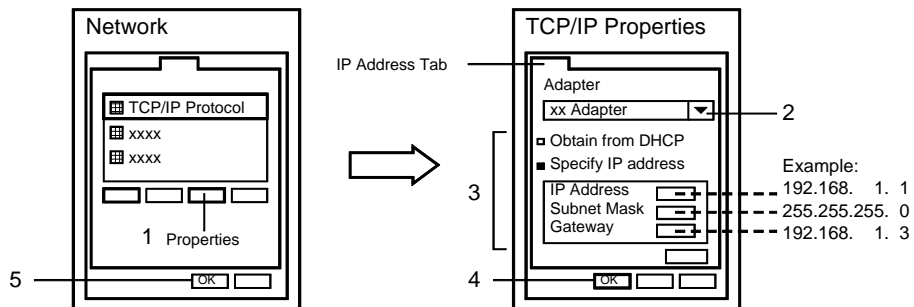 Network
TCP/IP Protocol
xxxx
xxxx
1 Properties
5
OK
TCP/IP Properties
IP Address Tab
Adapter
xx Adapter
2
Obtain from DHCP
Specify IP address
3
IP Address
Subnet Mask
Gateway
Example:
192.168. 1. 1
255.255.255. 0
192.168. 1. 3
4
OK